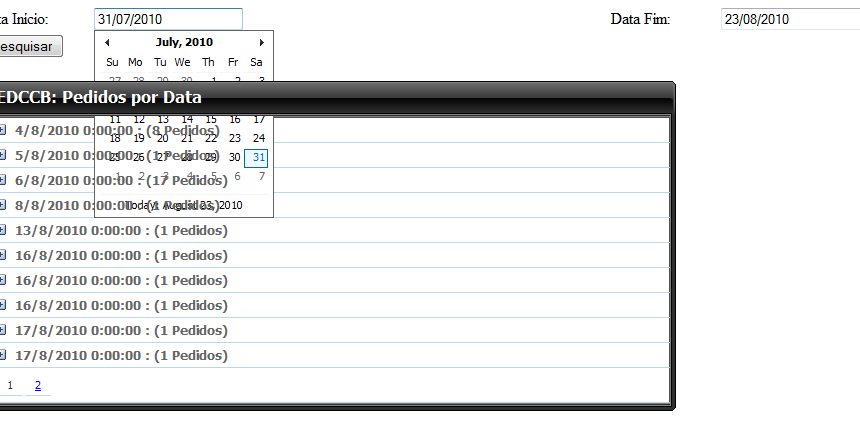 ta Inicio: 31/07/2010 Data Fim: 23/08/2010
esquisar
July, 2010
Su Mo Tu We Th Fr Sa
27 28 29 30 1 2 3
EDCCB: Pedidos por Data
11 12 13 14 15 16 17
4/8/2010 0:00:00 : (8 Pedidos)
18 19 20 21 22 23 24
5/8/2010 0:00:00 : (1 Pedidos)
25 26 27 28 29 30 31
6/8/2010 0:00:00 : (17 Pedidos)
1 2 3 4 5 6 7
8/8/2010 0:00:00 : (1 Pedidos)
Today: August 23, 2010
13/8/2010 0:00:00 : (1 Pedidos)
16/8/2010 0:00:00 : (1 Pedidos)
16/8/2010 0:00:00 : (1 Pedidos)
16/8/2010 0:00:00 : (1 Pedidos)
17/8/2010 0:00:00 : (1 Pedidos)
17/8/2010 0:00:00 : (1 Pedidos)
1 2